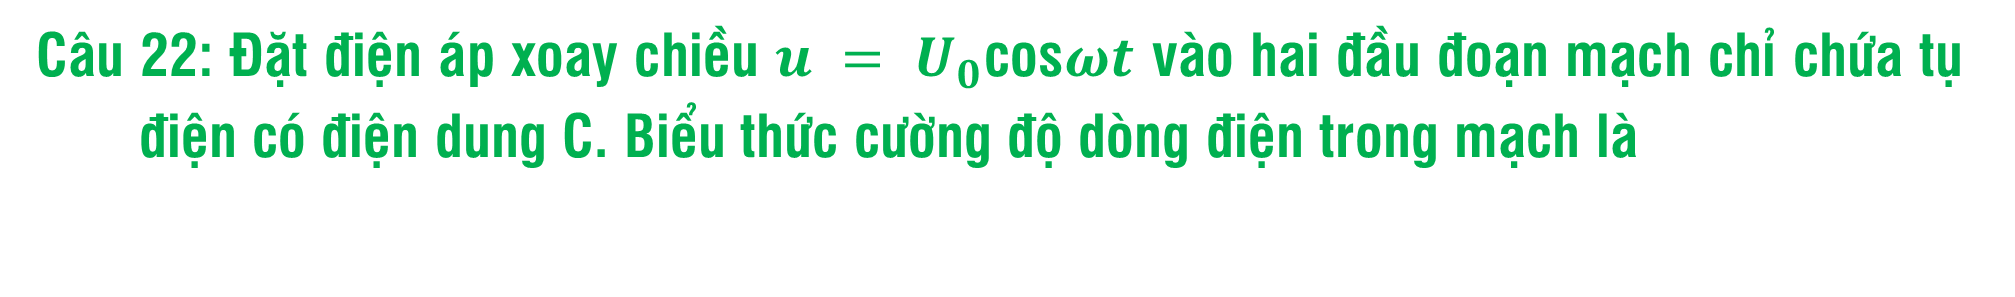 Câu 22: Đặt điện áp xoay chiều u = U₀cosωt vào hai đầu đoạn mạch chỉ chứa tụ
điện có điện dung C. Biểu thức cường độ dòng điện trong mạch là